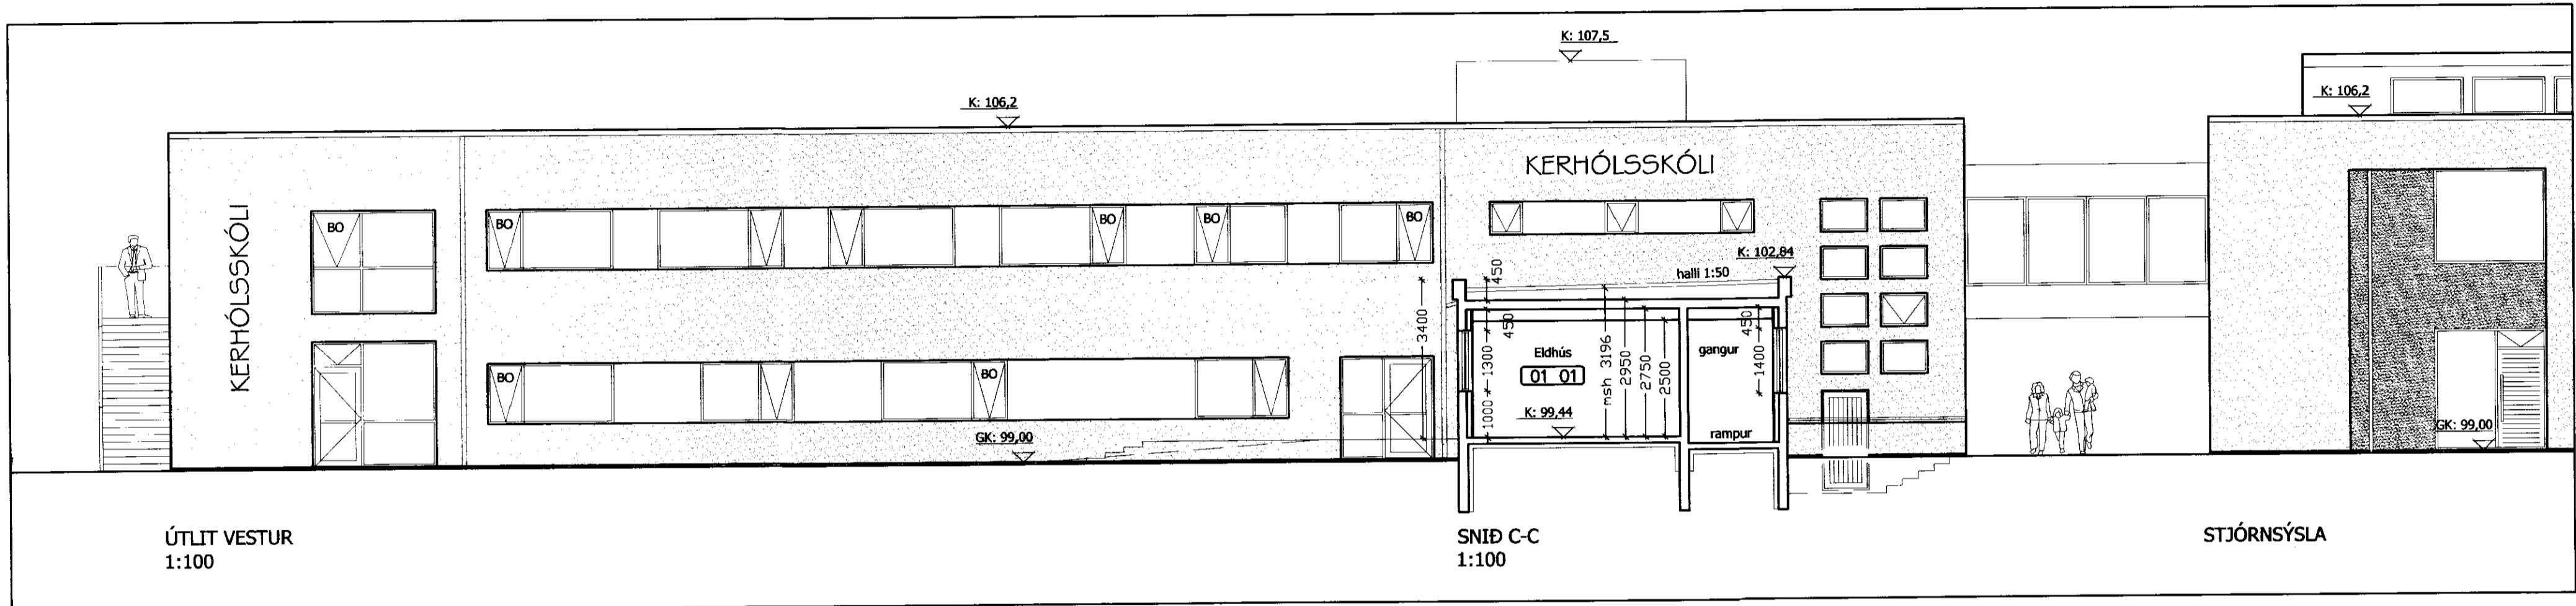 K: 107,5
K: 106,2
K: 106,2
KERHÓLSSKÓLI
KERHÓLSSKÓLI
BO
BO
BO
BO
BO
K: 102,84
halli 1:50
450
3400
450
1300
1000
Eldhús
01 01
K: 99,44
msh 3196
2950
2750
2500
gangur
450
1400
rampur
BO
BO
GK: 99,00
GK: 99,00
ÚTLIT VESTUR
1:100
SNIÐ C-C
1:100
STJÓRNSÝSLA